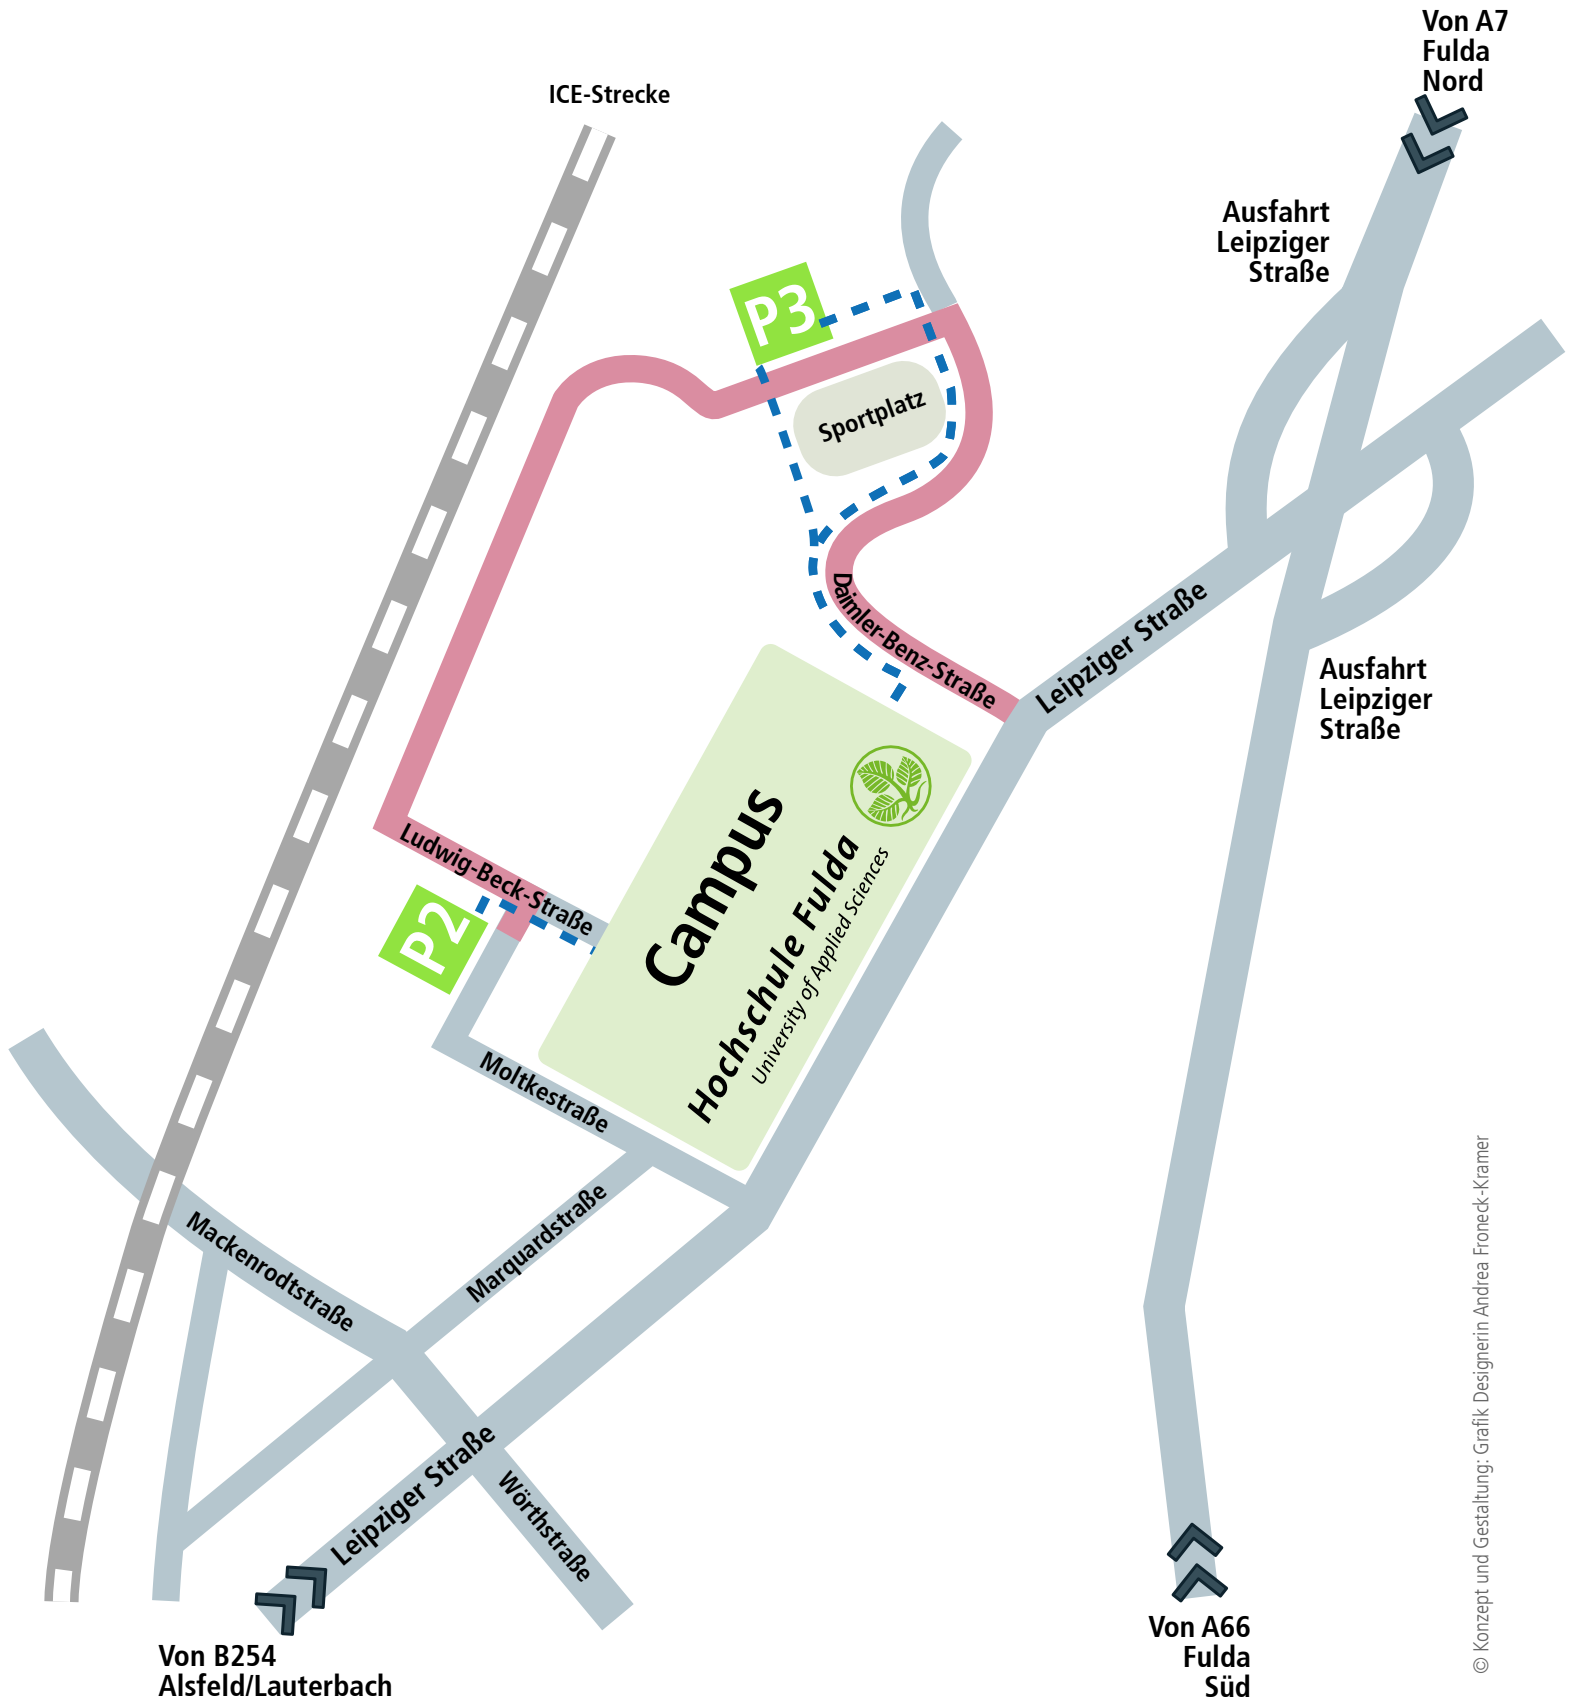 Von A7
Fulda
Nord
ICE-Strecke
Ausfahrt
Leipziger
Straße
P3
Sportplatz
Daimler-Benz-Straße
Leipziger Straße
Ausfahrt
Leipziger
Straße
Campus
Hochschule Fulda
University of Applied Sciences
Ludwig-Beck-Straße
P2
Moltkestraße
Marquardstraße
Mackenrodtstraße
Leipziger Straße
Wörthstraße
Von B254
Alsfeld/Lauterbach
Von A66
Fulda
Süd
© Konzept und Gestaltung: Grafik Designerin Andrea Froneck-Kramer